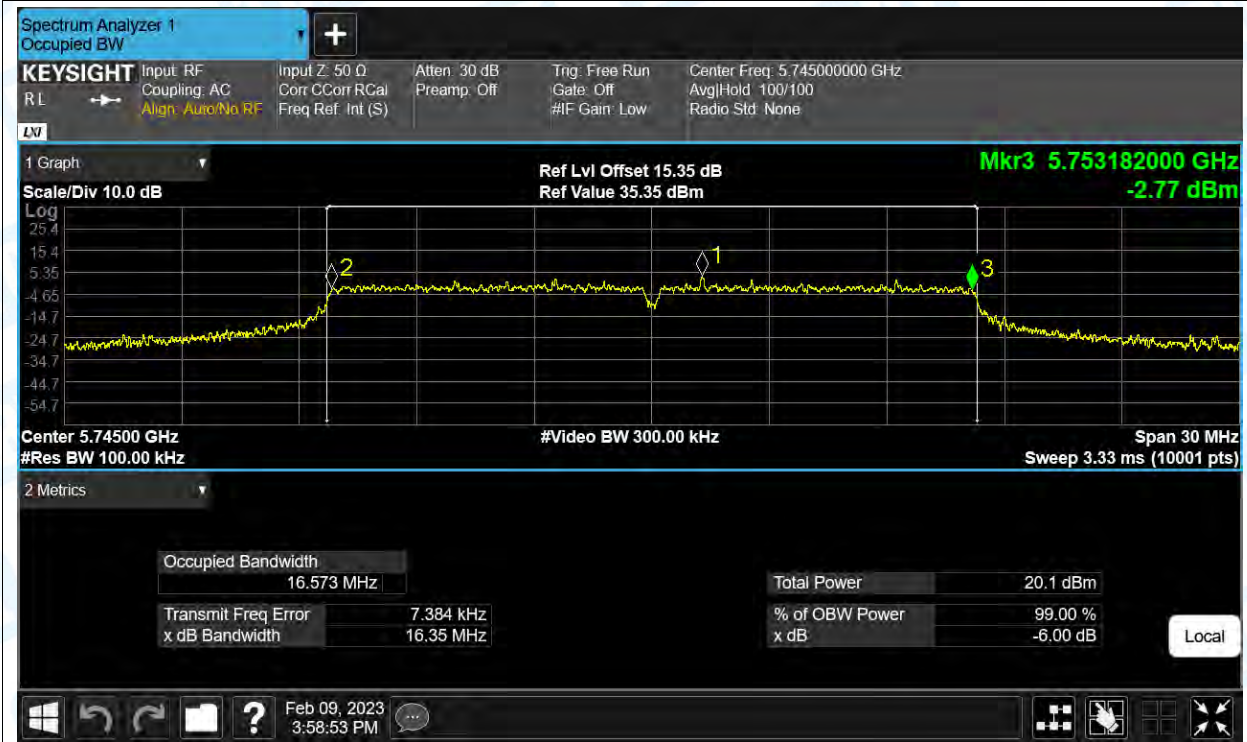 Spectrum Analyzer 1
Occupied BW
KEYSIGHT
R L
LXI
Input: RF
Coupling: AC
Align: Auto/No RF
Input Z: 50 Ω
Corr CCorr RCal
Freq Ref: Int (S)
Atten: 30 dB
Preamp: Off
Trig: Free Run
Gate: Off
#IF Gain: Low
Center Freq: 5.745000000 GHz
Avg|Hold: 100/100
Radio Std: None
1 Graph
Scale/Div 10.0 dB
Ref Lvl Offset 15.35 dB
Ref Value 35.35 dBm
Mkr3 5.753182000 GHz
-2.77 dBm
Log
25.4
15.4
5.35
-4.65
-14.7
-24.7
-34.7
-44.7
-54.7
2
1
3
Center 5.74500 GHz
#Res BW 100.00 kHz
#Video BW 300.00 kHz
Span 30 MHz
Sweep 3.33 ms (10001 pts)
2 Metrics
Occupied Bandwidth
16.573 MHz
Transmit Freq Error 7.384 kHz
x dB Bandwidth 16.35 MHz
Total Power 20.1 dBm
% of OBW Power 99.00 %
x dB -6.00 dB
Local
?
Feb 09, 2023
3:58:53 PM